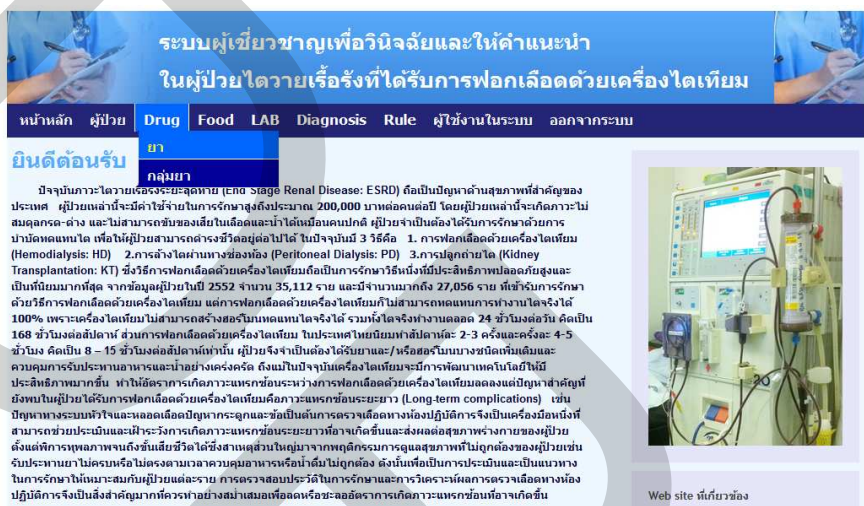 ระบบผู้เชี่ยวชาญเพื่อวินิจฉัยและให้คำแนะนำ
ในผู้ป่วยไตวายเรื้อรังที่ได้รับการฟอกเลือดด้วยเครื่องไตเทียม
หน้าหลัก ผู้ป่วย Drug Food LAB Diagnosis Rule ผู้ใช้งานในระบบ ออกจากระบบ
ยา
กลุ่มยา
ยินดีต้อนรับ
ปัจจุบันภาวะไตวายเรื้อรังระยะสุดท้าย (End Stage Renal Disease: ESRD) ถือเป็นปัญหาด้านสุขภาพที่สำคัญของ
ประเทศ ผู้ป่วยเหล่านี้จะมีค่าใช้จ่ายในการรักษาสูงถึงประมาณ 200,000 บาทต่อคนต่อปี โดยผู้ป่วยเหล่านี้จะเกิดภาวะไม่
สมดุลกรด-ด่าง และไม่สามารถขับของเสียในเลือดและน้ำได้เหมือนคนปกติ ผู้ป่วยจำเป็นต้องได้รับการรักษาด้วยการ
บำบัดทดแทนไต เพื่อให้ผู้ป่วยสามารถดำรงชีวิตอยู่ต่อไปได้ ในปัจจุบันมี 3 วิธีคือ 1. การฟอกเลือดด้วยเครื่องไตเทียม
(Hemodialysis: HD) 2.การล้างไตผ่านทางช่องท้อง (Peritoneal Dialysis: PD) 3.การปลูกถ่ายไต (Kidney
Transplantation: KT) ซึ่งวิธีการฟอกเลือดด้วยเครื่องไตเทียมถือเป็นการรักษาวิธีหนึ่งที่มีประสิทธิภาพปลอดภัยสูงและ
เป็นที่นิยมมากที่สุด จากข้อมูลผู้ป่วยในปี 2552 จำนวน 35,112 ราย และมีจำนวนมากถึง 27,056 ราย ที่เข้ารับการรักษา
ด้วยวิธีการฟอกเลือดด้วยเครื่องไตเทียม แต่การฟอกเลือดด้วยเครื่องไตเทียมก็ไม่สามารถทดแทนการทำงานไตจริงได้
100% เพราะเครื่องไตเทียมไม่สามารถสร้างฮอร์โมนทดแทนไตจริงได้ รวมทั้งไตจริงทำงานตลอด 24 ชั่วโมงต่อวัน คิดเป็น
168 ชั่วโมงต่อสัปดาห์ ส่วนการฟอกเลือดด้วยเครื่องไตเทียม ในประเทศไทยนิยมทำสัปดาห์ละ 2-3 ครั้งและครั้งละ 4-5
ชั่วโมง คิดเป็น 8 – 15 ชั่วโมงต่อสัปดาห์เท่านั้น ผู้ป่วยจึงจำเป็นต้องได้รับยาและ/หรือฮอร์โมนบางชนิดเพิ่มเติมและ
ควบคุมการรับประทานอาหารและน้ำอย่างเคร่งครัด ถึงแม้ในปัจจุบันเครื่องไตเทียมจะมีการพัฒนาเทคโนโลยีให้มี
ประสิทธิภาพมากขึ้น ทำให้อัตราการเกิดภาวะแทรกซ้อนระหว่างการฟอกเลือดด้วยเครื่องไตเทียมลดลงแต่ปัญหาสำคัญที่
ยังพบในผู้ป่วยได้รับการฟอกเลือดด้วยเครื่องไตเทียมคือภาวะแทรกซ้อนระยะยาว (Long-term complications) เช่น
ปัญหาทางระบบหัวใจและหลอดเลือดปัญหากระดูกและข้อเป็นต้นการตรวจเลือดทางห้องปฏิบัติการจึงเป็นเครื่องมือหนึ่งที่
สามารถช่วยประเมินและเฝ้าระวังการเกิดภาวะแทรกซ้อนระยะยาวที่อาจเกิดขึ้นและส่งผลต่อสุขภาพร่างกายของผู้ป่วย
ตั้งแต่พิการทุพลภาพจนถึงขั้นเสียชีวิตได้ซึ่งสาเหตุส่วนใหญ่มาจากพฤติกรรมการดูแลสุขภาพที่ไม่ถูกต้องของผู้ป่วยเช่น
รับประทานยาไม่ครบหรือไม่ตรงตามเวลาควบคุมอาหารหรือน้ำดื่มไม่ถูกต้อง ดังนั้นเพื่อเป็นการประเมินและเป็นแนวทาง
ในการรักษาให้เหมาะสมกับผู้ป่วยแต่ละราย การตรวจสอบประวัติในการรักษาและการวิเคราะห์ผลการตรวจเลือดทางห้อง
ปฏิบัติการจึงเป็นสิ่งสำคัญมากที่ควรทำอย่างสม่ำเสมอเพื่อลดหรือชะลออัตราการเกิดภาวะแทรกซ้อนที่อาจเกิดขึ้น
Web site ที่เกี่ยวข้อง